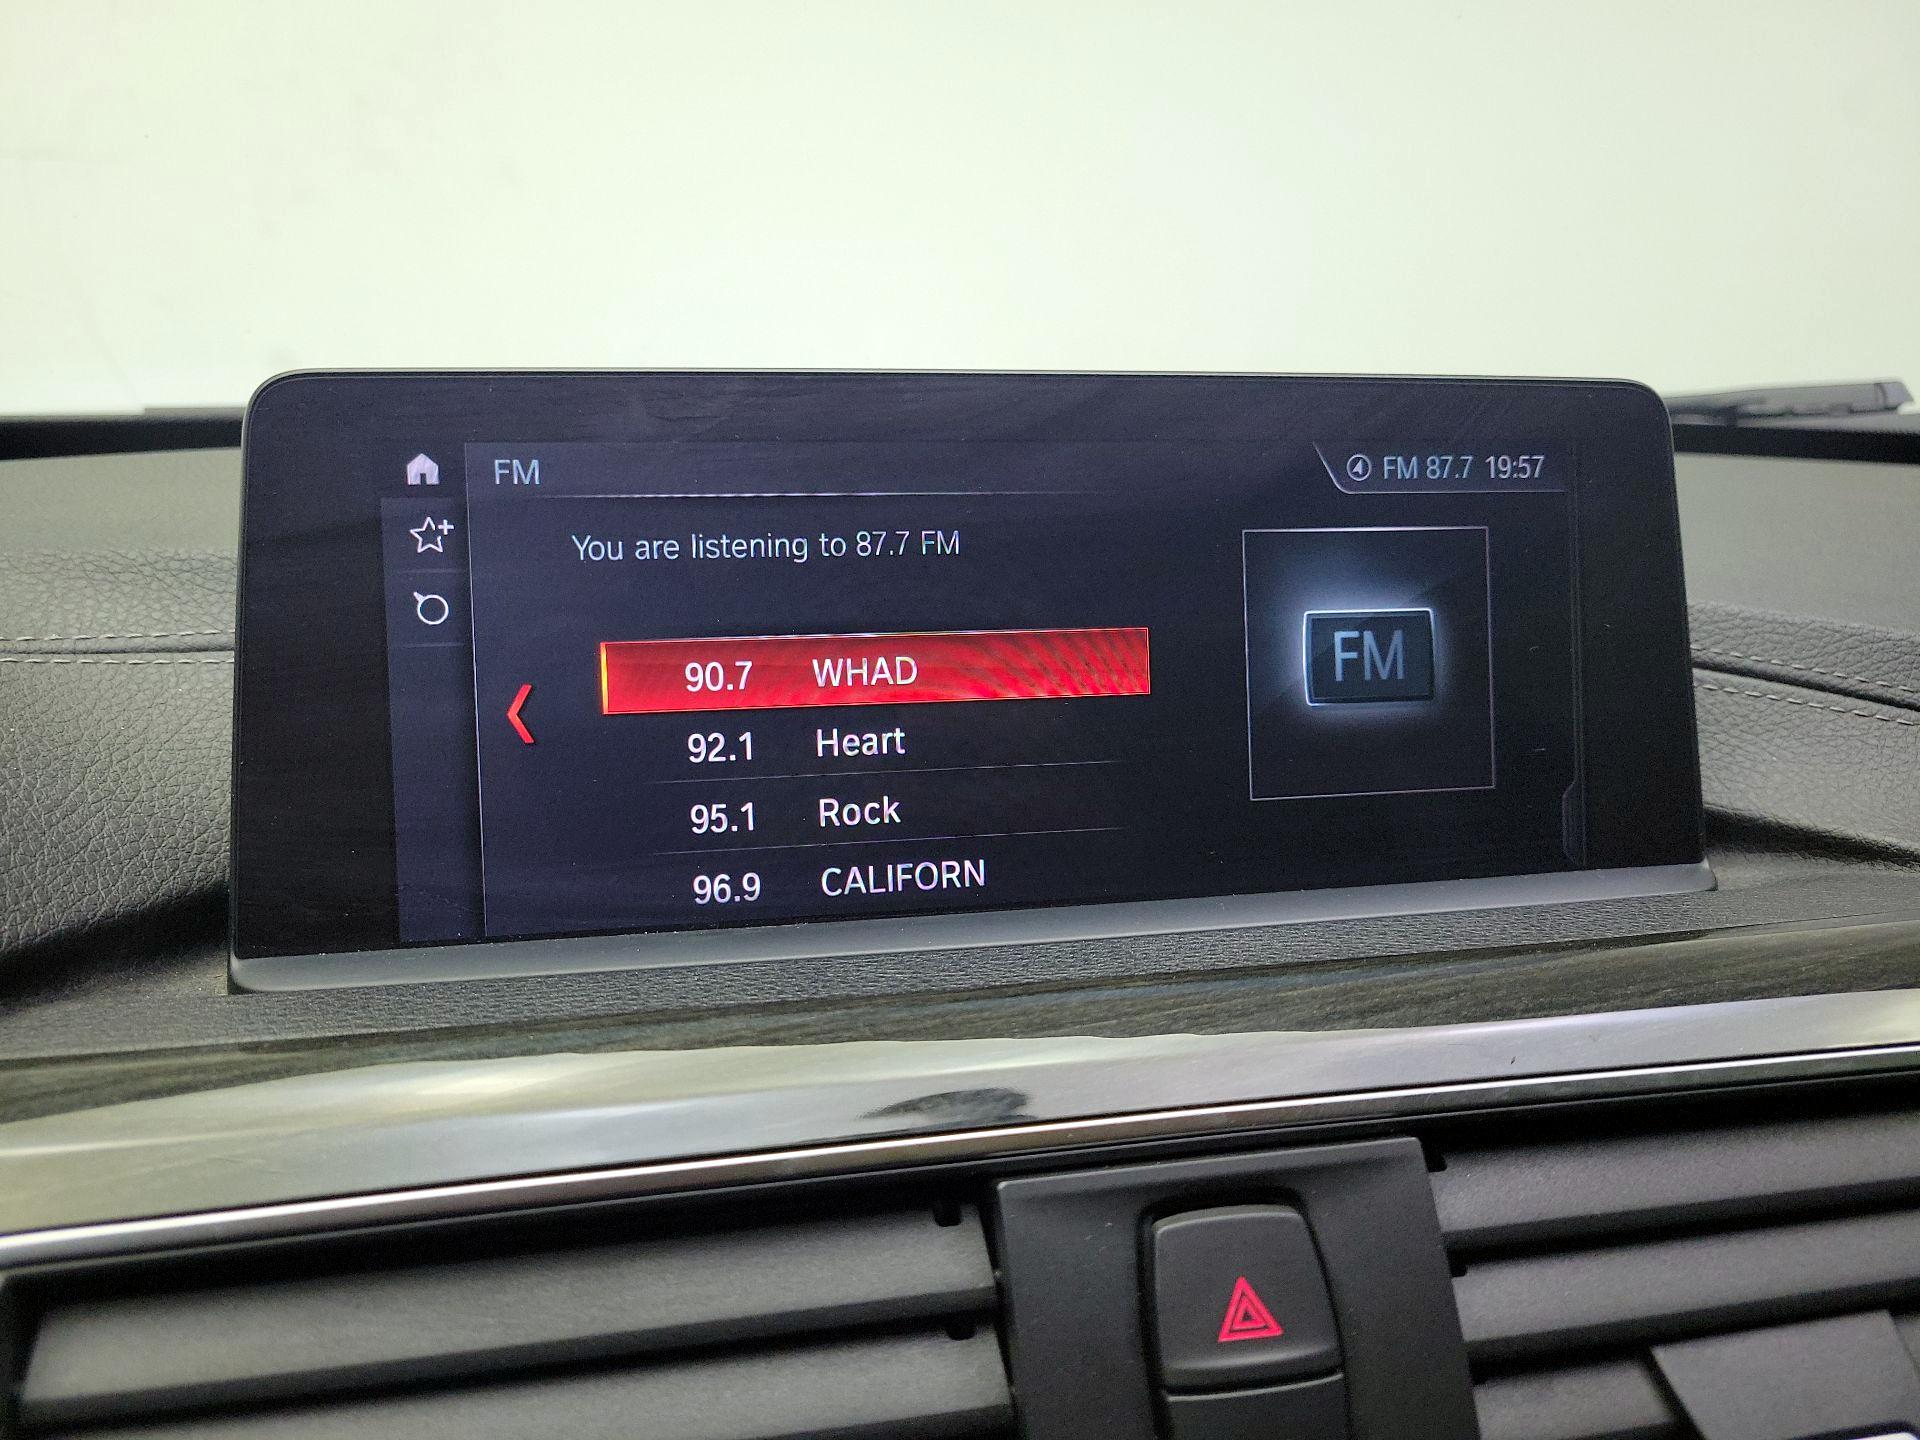 FM
FM 87.7 19:57
You are listening to 87.7 FM
90.7 WHAD
92.1 Heart
95.1 Rock
96.9 CALIFORN
FM